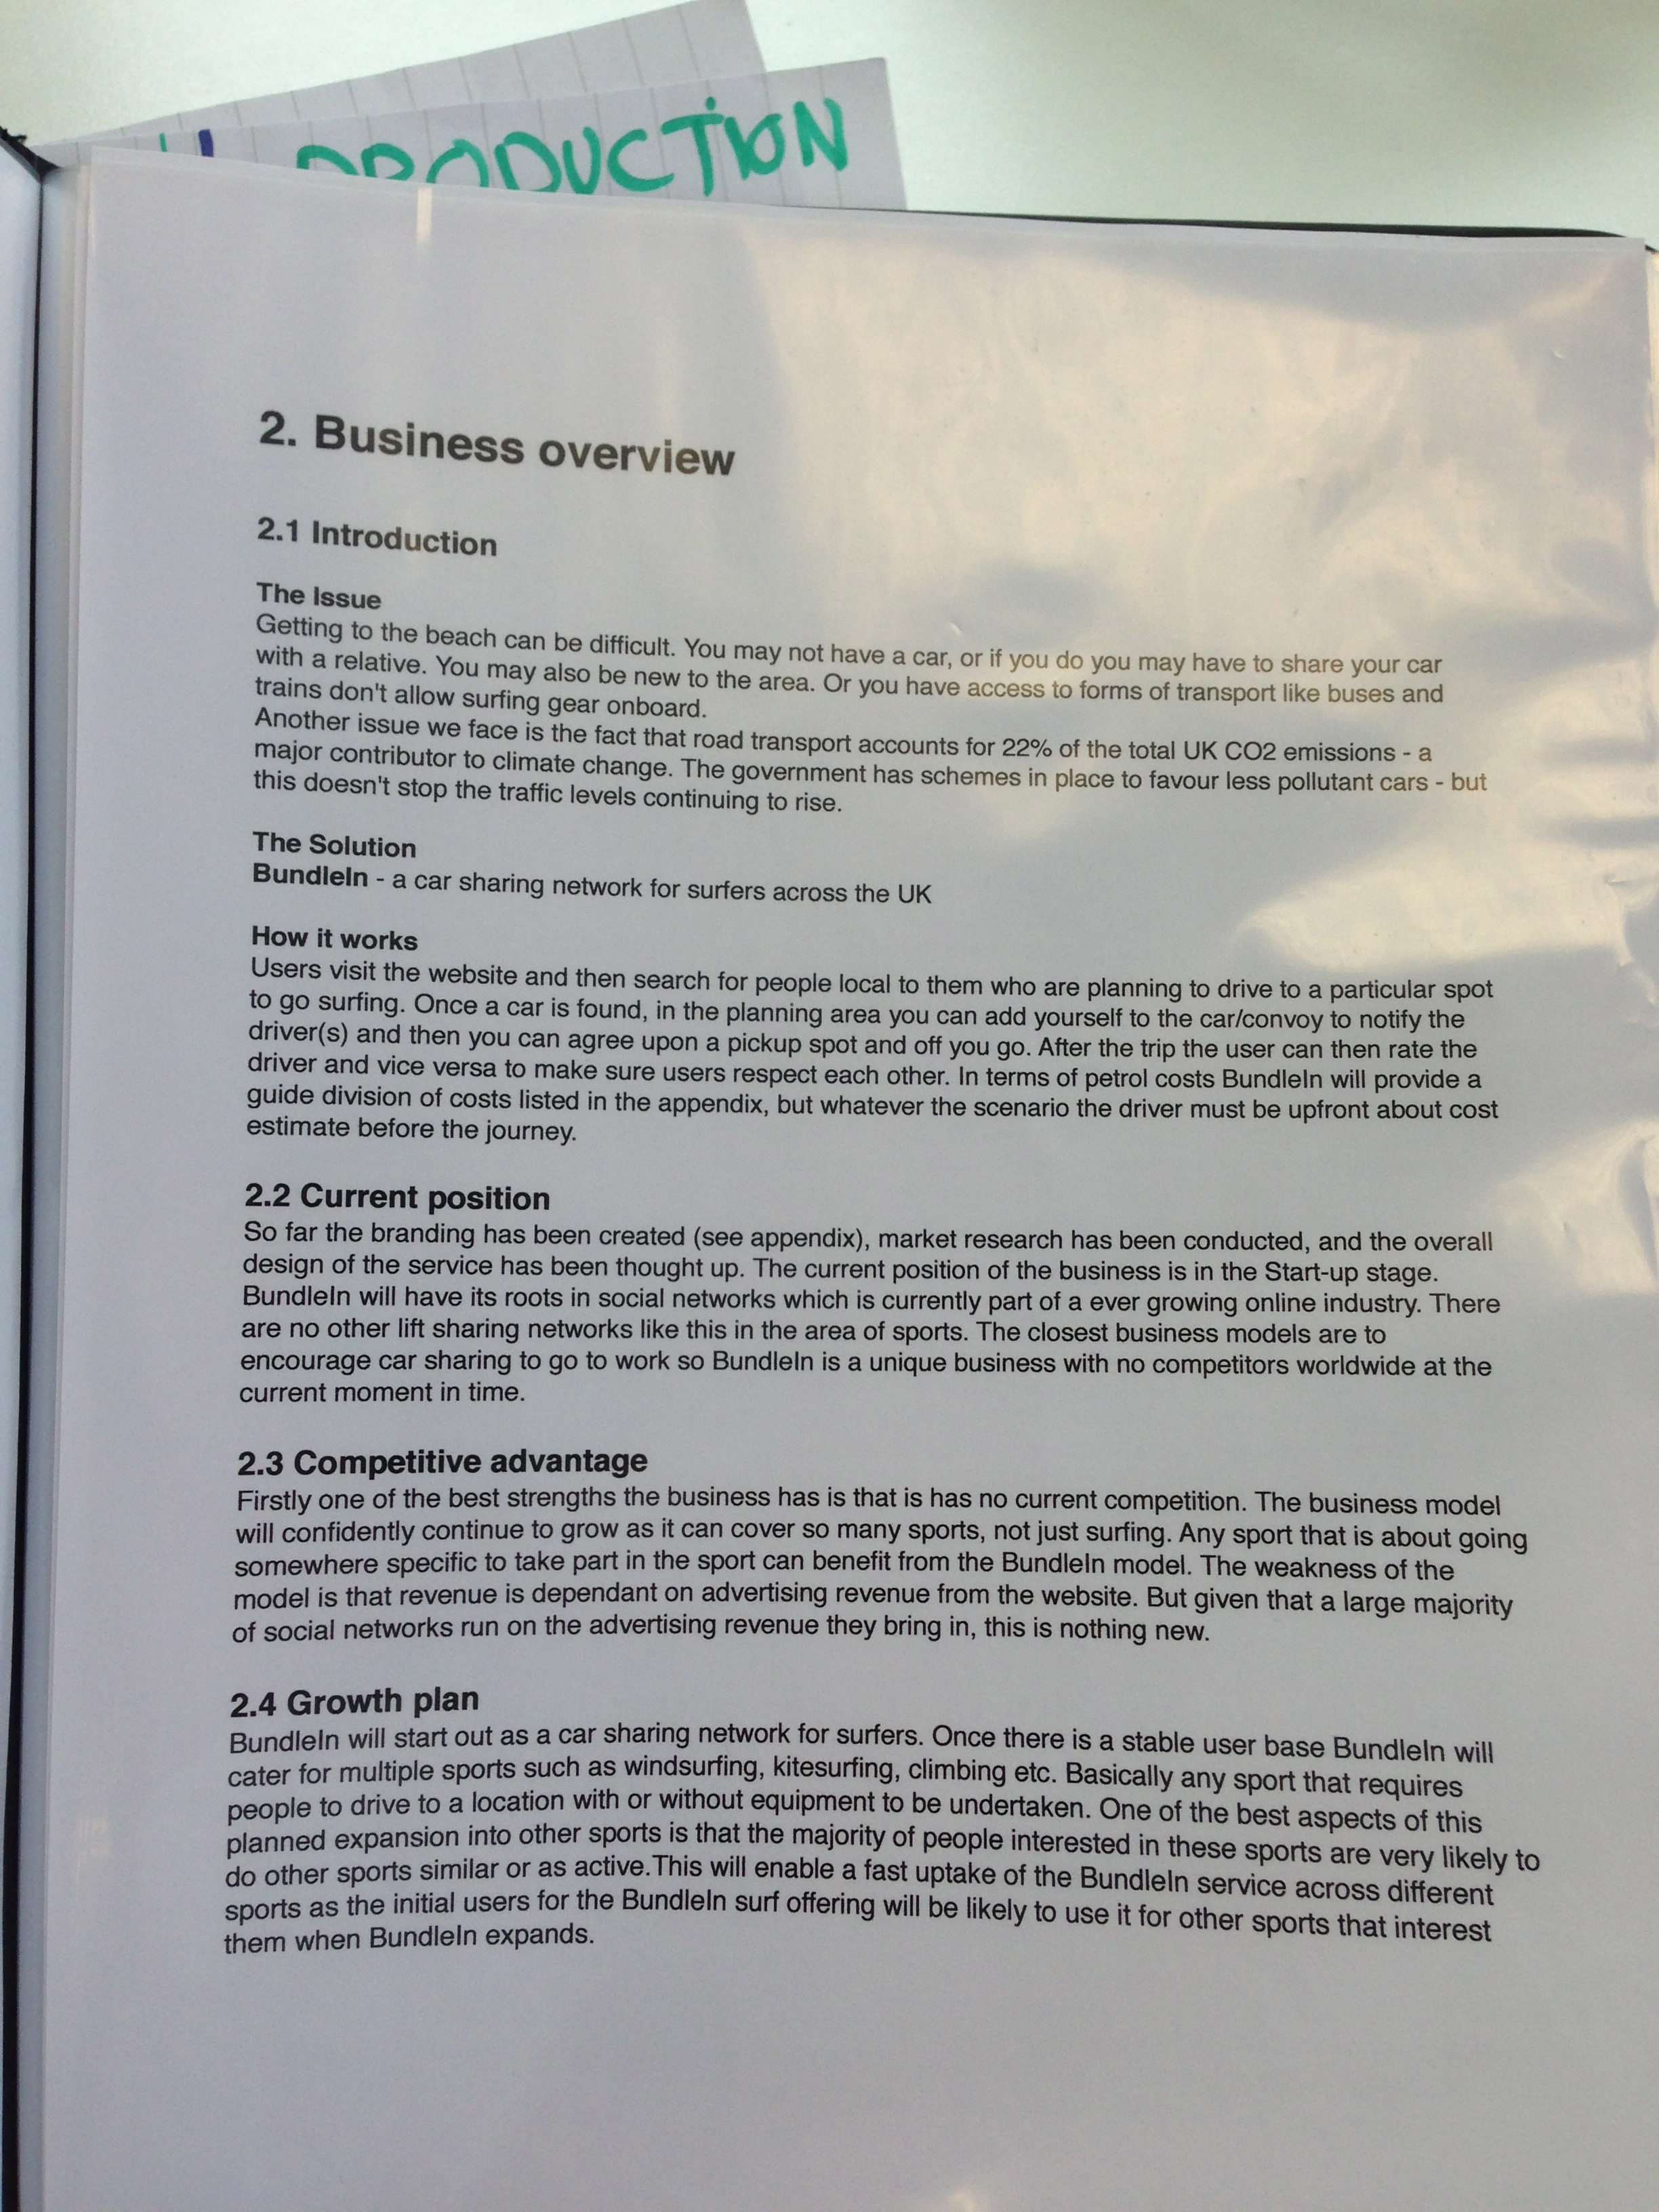 PRODUCTION
2. Business overview
2.1 Introduction
The Issue
Getting to the beach can be difficult. You may not have a car, or if you do you may have to share your car
with a relative. You may also be new to the area. Or you have access to forms of transport like buses and
trains don't allow surfing gear onboard.
Another issue we face is the fact that road transport accounts for 22% of the total UK CO2 emissions - a
major contributor to climate change. The government has schemes in place to favour less pollutant cars - but
this doesn't stop the traffic levels continuing to rise.
The Solution
BundleIn - a car sharing network for surfers across the UK
How it works
Users visit the website and then search for people local to them who are planning to drive to a particular spot
to go surfing. Once a car is found, in the planning area you can add yourself to the car/convoy to notify the
driver(s) and then you can agree upon a pickup spot and off you go. After the trip the user can then rate the
driver and vice versa to make sure users respect each other. In terms of petrol costs BundleIn will provide a
guide division of costs listed in the appendix, but whatever the scenario the driver must be upfront about cost
estimate before the journey.
2.2 Current position
So far the branding has been created (see appendix), market research has been conducted, and the overall
design of the service has been thought up. The current position of the business is in the Start-up stage.
BundleIn will have its roots in social networks which is currently part of a ever growing online industry. There
are no other lift sharing networks like this in the area of sports. The closest business models are to
encourage car sharing to go to work so BundleIn is a unique business with no competitors worldwide at the
current moment in time.
2.3 Competitive advantage
Firstly one of the best strengths the business has is that is has no current competition. The business model
will confidently continue to grow as it can cover so many sports, not just surfing. Any sport that is about going
somewhere specific to take part in the sport can benefit from the BundleIn model. The weakness of the
model is that revenue is dependant on advertising revenue from the website. But given that a large majority
of social networks run on the advertising revenue they bring in, this is nothing new.
2.4 Growth plan
BundleIn will start out as a car sharing network for surfers. Once there is a stable user base BundleIn will
cater for multiple sports such as windsurfing, kitesurfing, climbing etc. Basically any sport that requires
people to drive to a location with or without equipment to be undertaken. One of the best aspects of this
planned expansion into other sports is that the majority of people interested in these sports are very likely to
do other sports similar or as active.This will enable a fast uptake of the BundleIn service across different
sports as the initial users for the BundleIn surf offering will be likely to use it for other sports that interest
them when BundleIn expands.